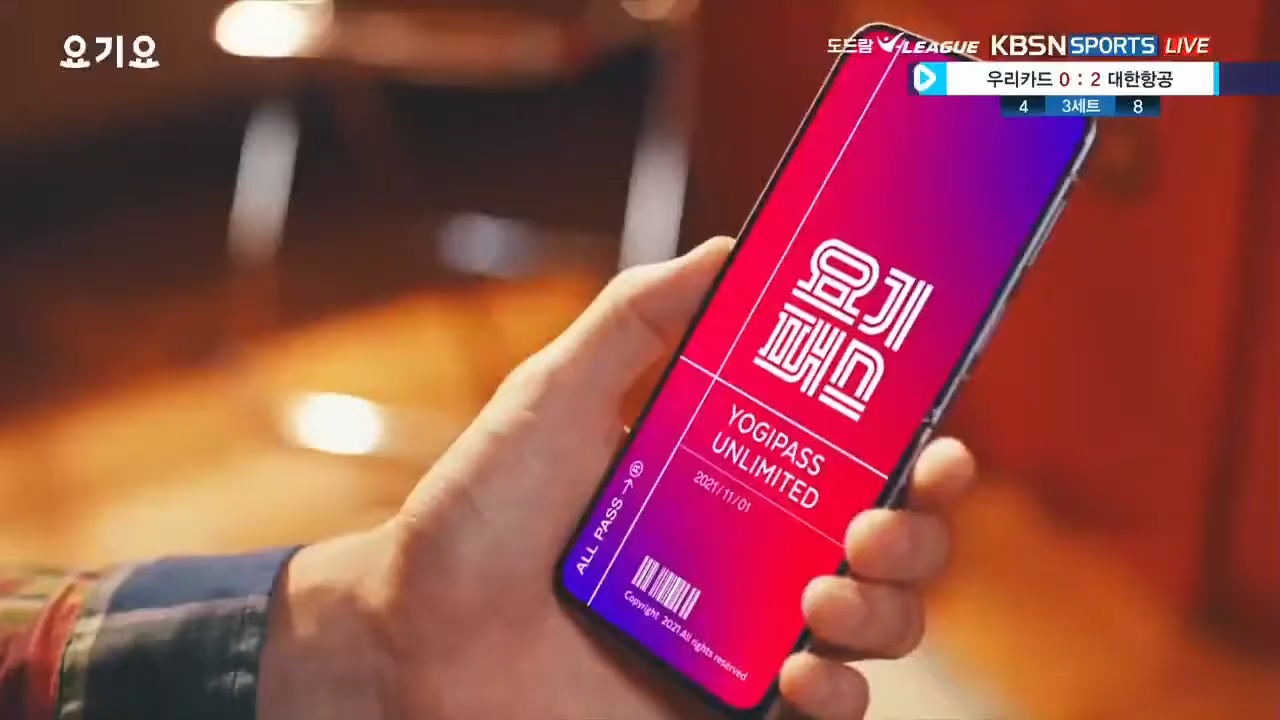 요기요
도드람 V-LEAGUE KBSN SPORTS LIVE
우리카드 0 : 2 대한항공
4 3세트 8
요기
패스
YOGIPASS
UNLIMITED
2021/11/01
ALL PASS → ®
Copyright 2021 All rights reserved